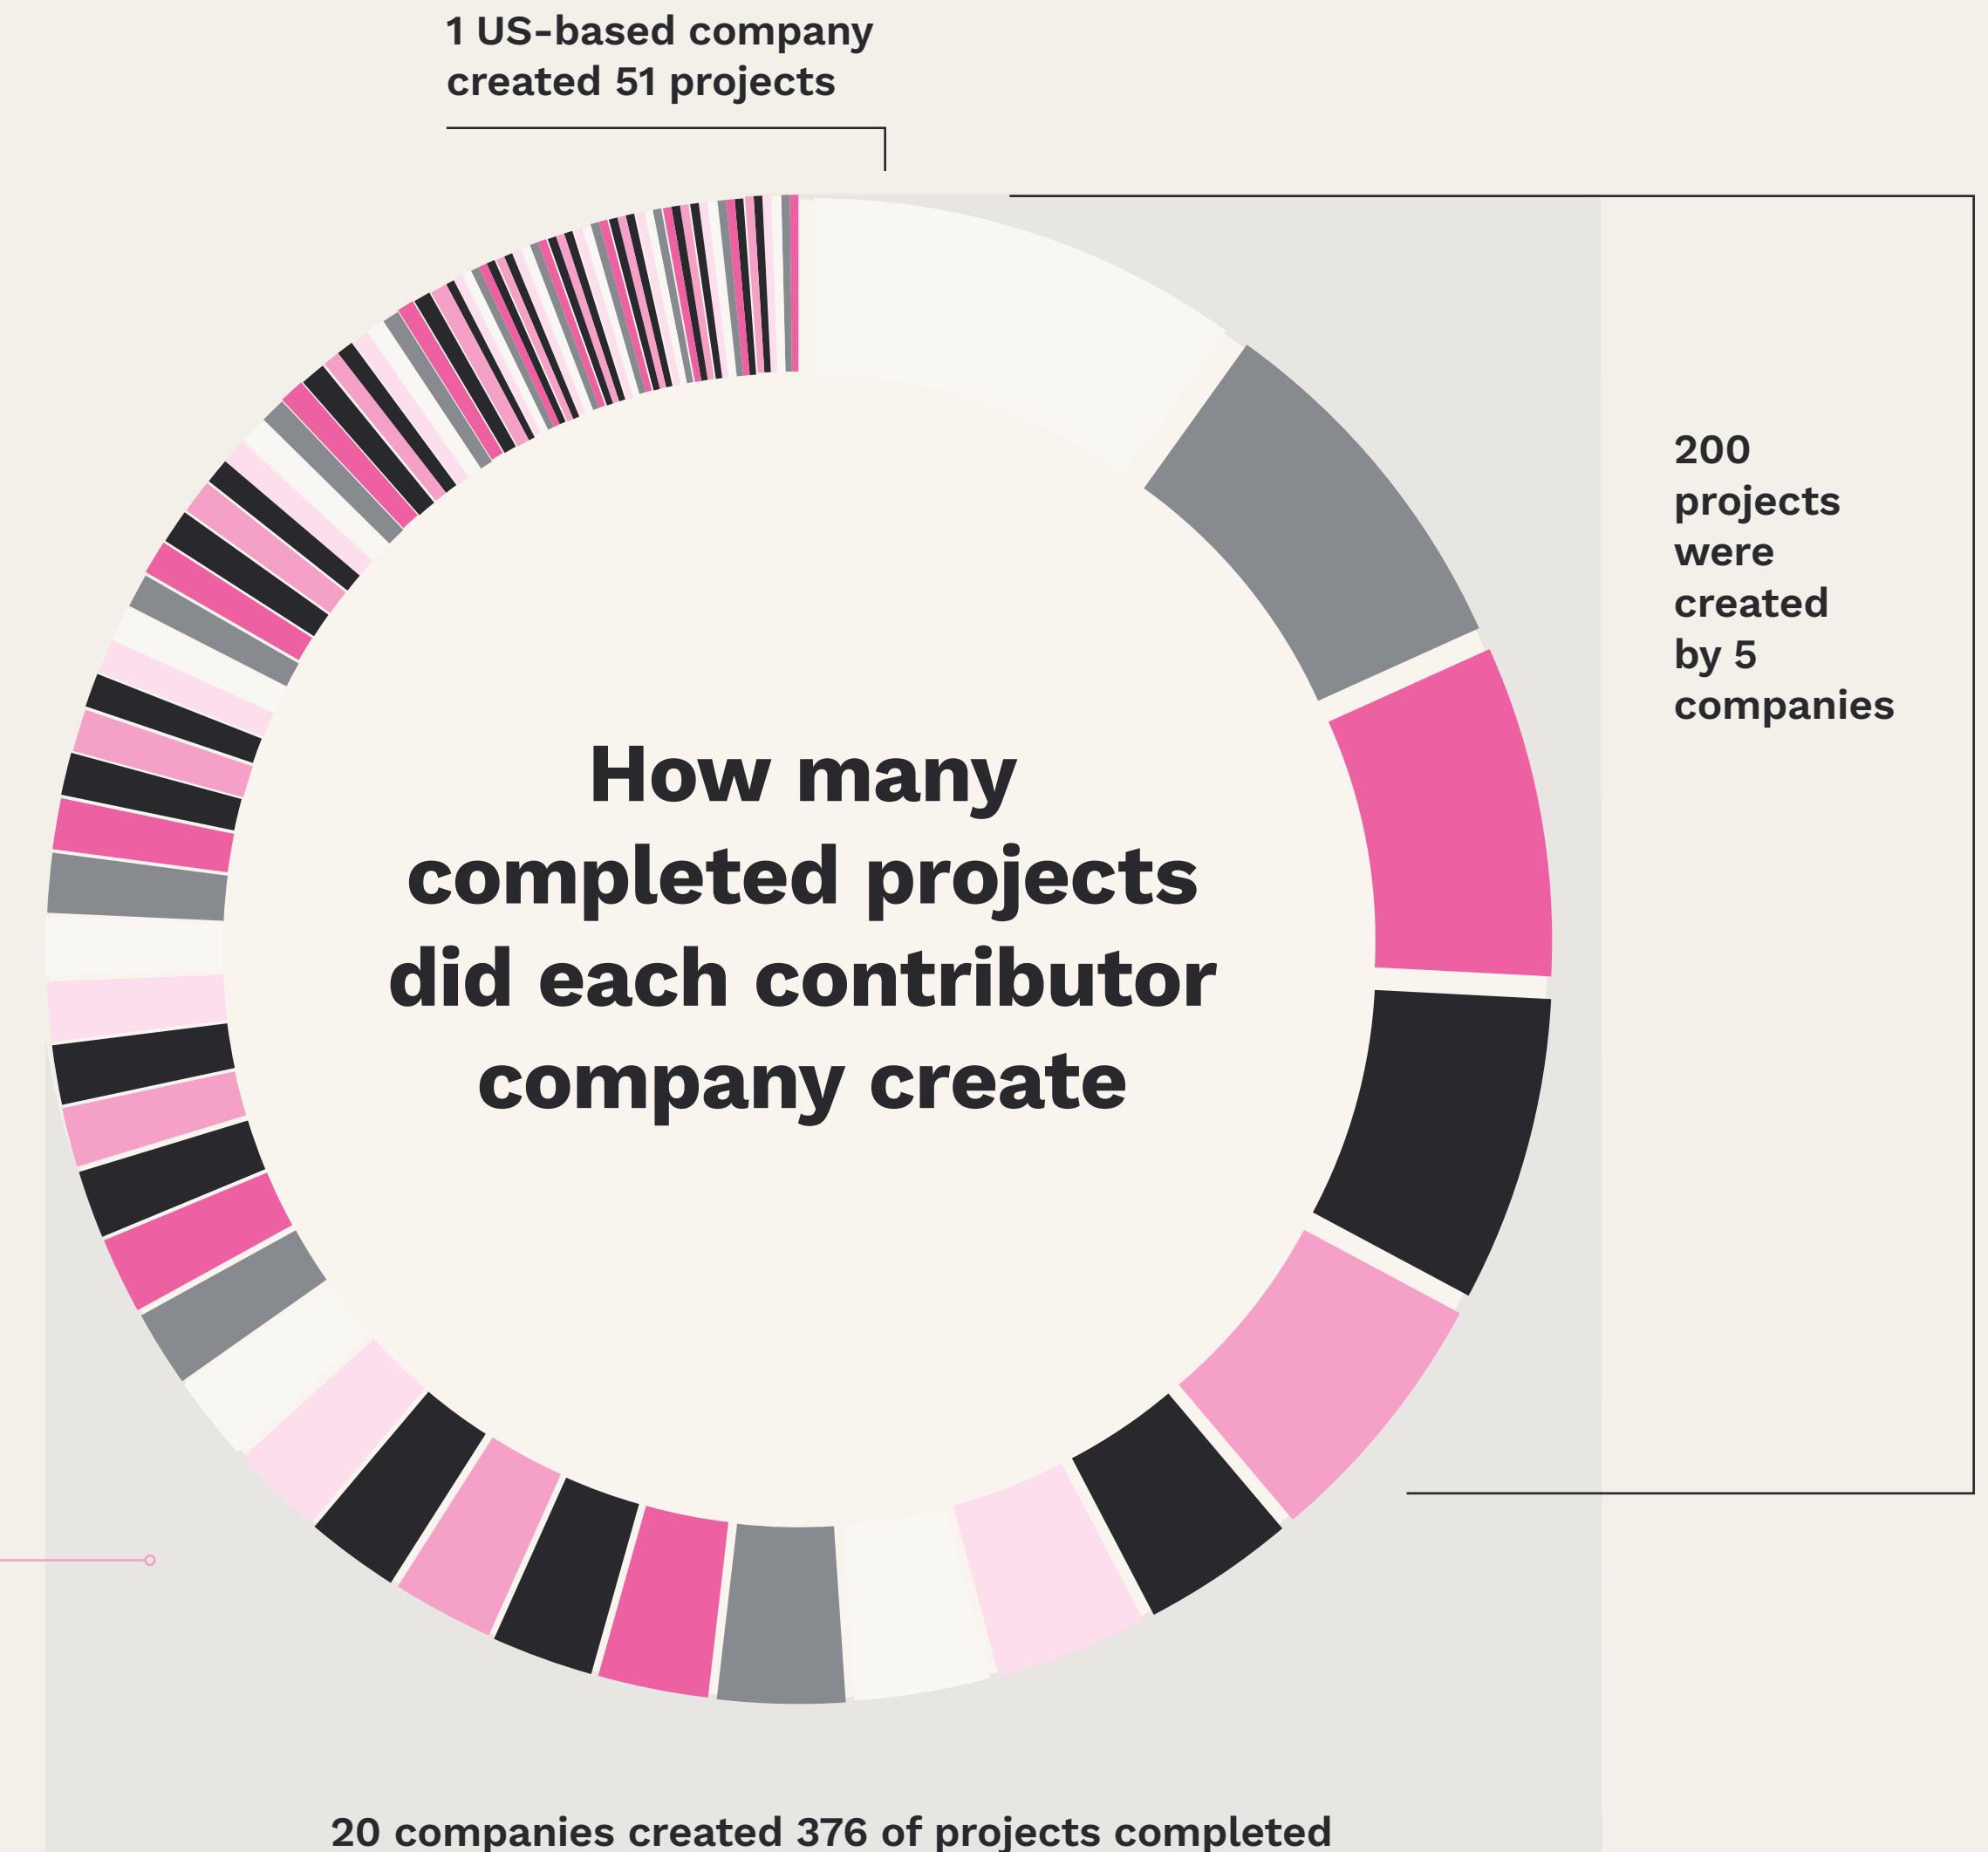 1 US-based company
created 51 projects
200
projects
were
created
by 5
companies
How many
completed projects
did each contributor
company create
20 companies created 376 of projects completed